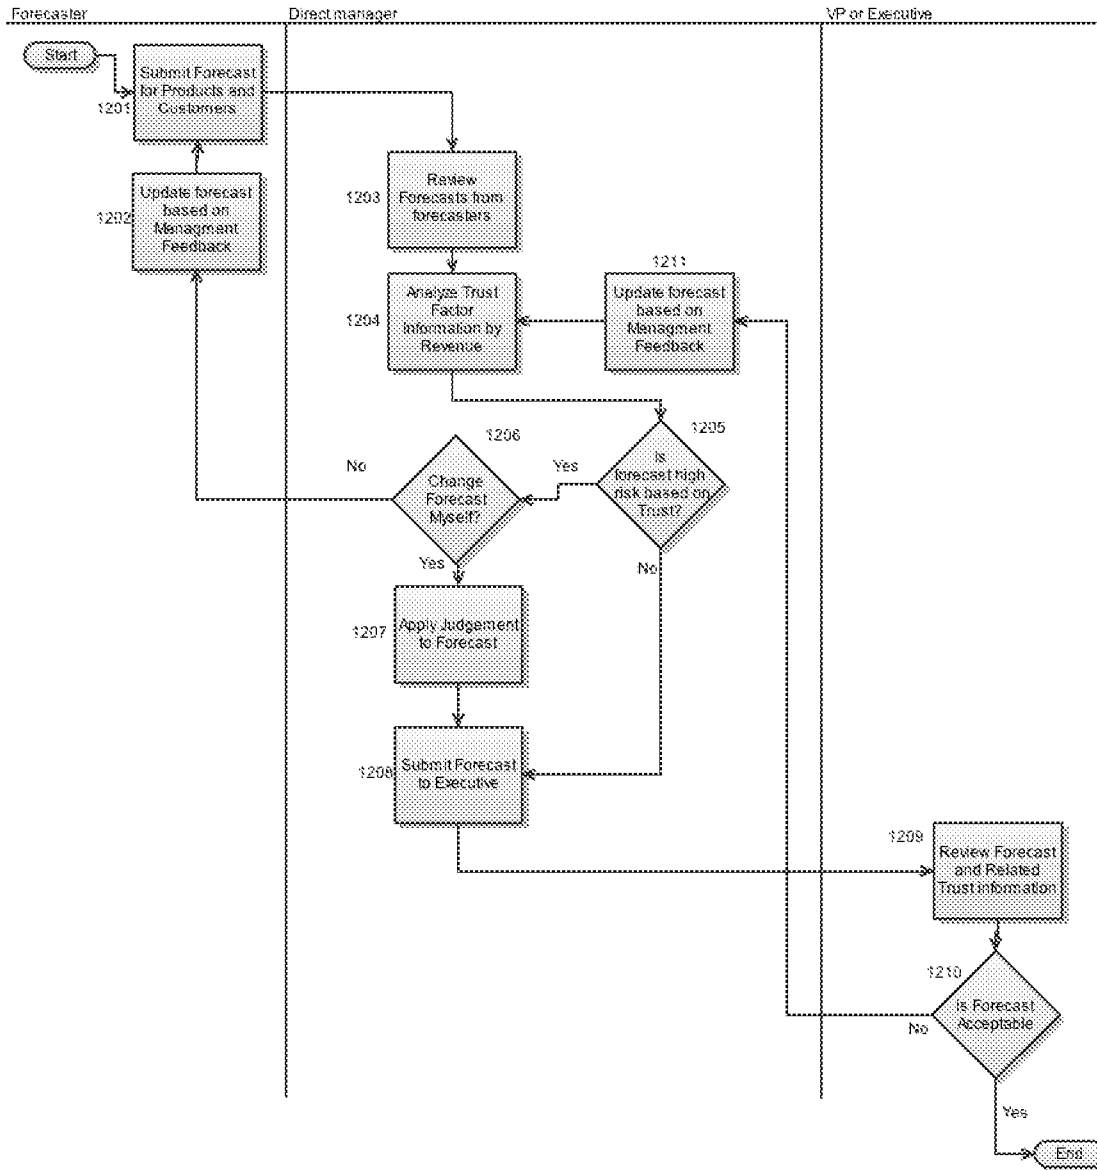 Forecaster
Direct manager
VP or Executive
Start
Submit Forecast
for Products and
Customers
1201
Update forecast
based on
Managment
Feedback
1202
Review
Forecasts from
forecasters
1203
Analyze Trust
Factor
Information by
Revenue
1204
1211
Update forecast
based on
Managment
Feedback
1205
Is
forecast high
risk based on
Trust?
Yes
No
1206
Change
Forecast
Myself?
No
Yes
1207
Apply Judgement
to Forecast
1208
Submit Forecast
to Executive
1209
Review Forecast
and Related
Trust information
1210
Is Forecast
Acceptable
No
Yes
End